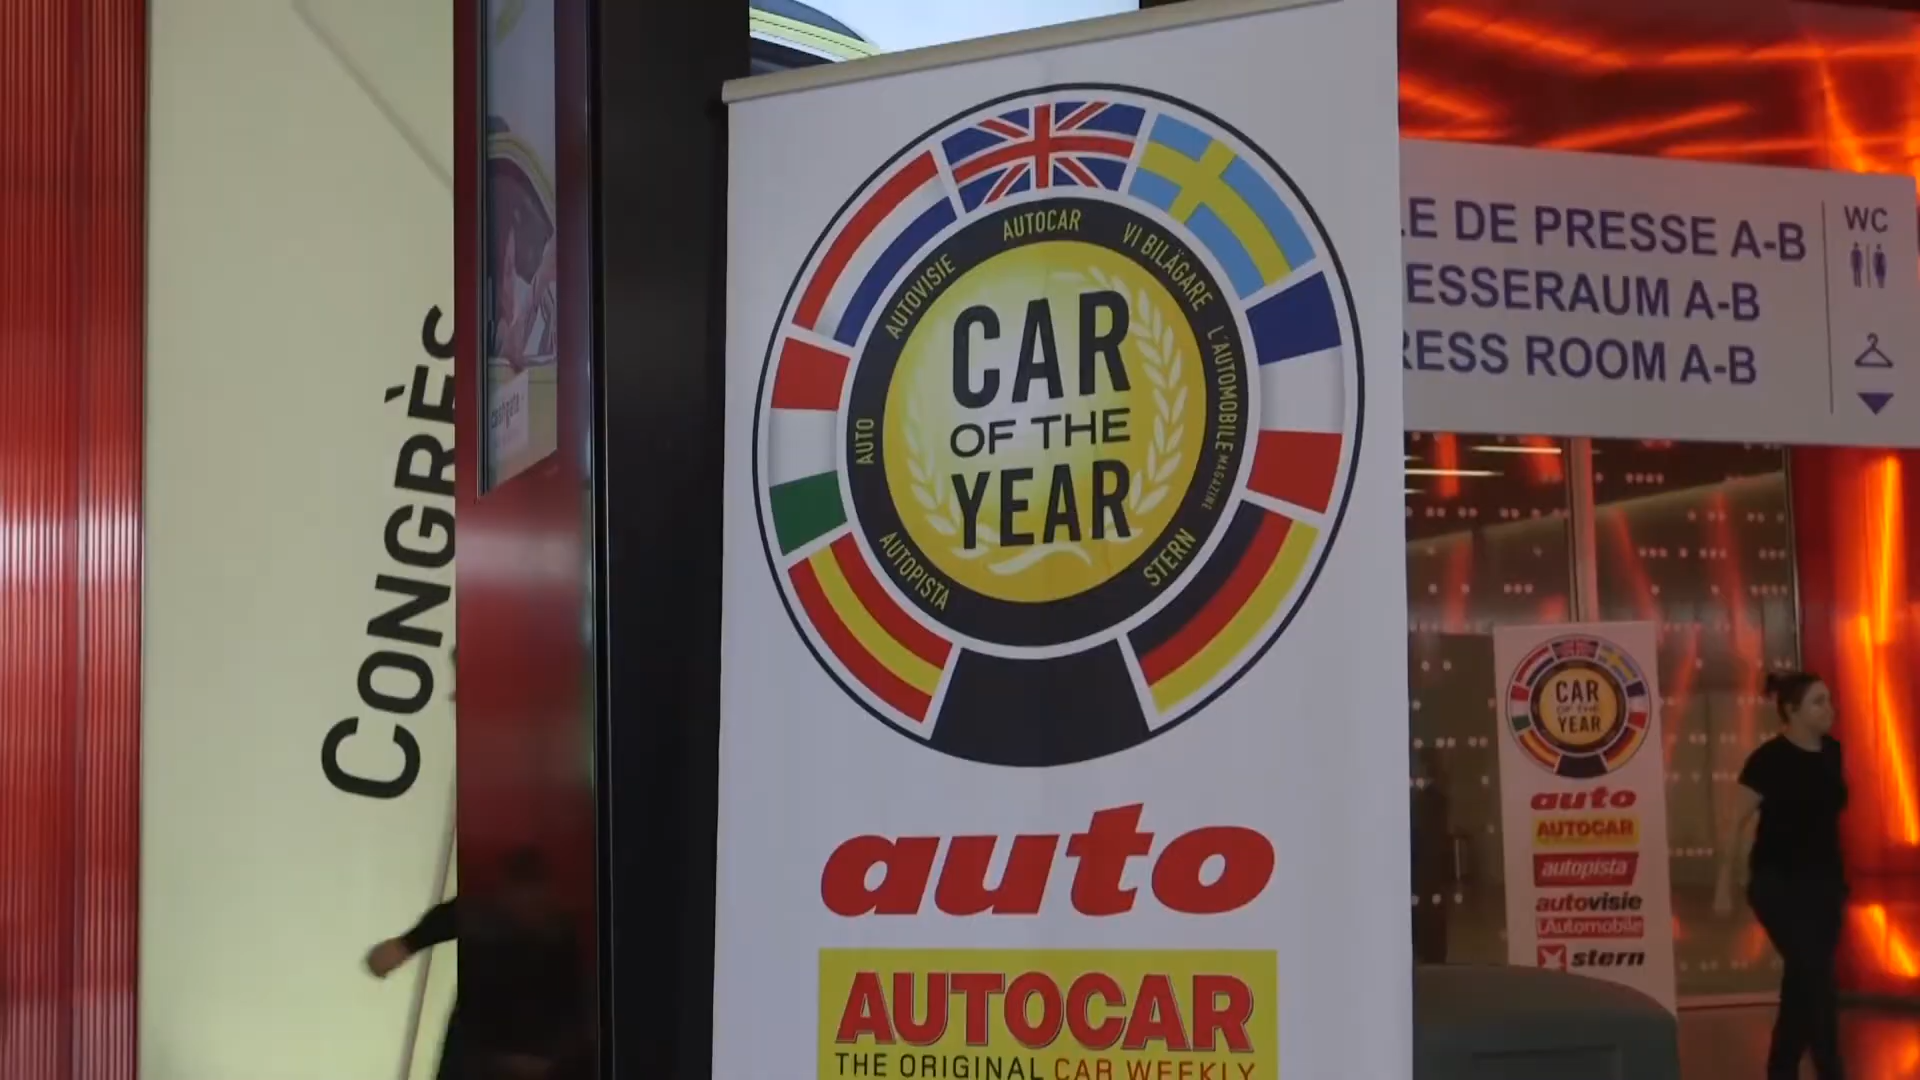 CONGRÈS
AUTOCAR
VI BILÄGARE
AUTOVISIE
L'AUTOMOBILE MAGAZINE
AUTO
STERN
AUTOPISTA
CAR
OF THE
YEAR
auto
AUTOCAR
THE ORIGINAL CAR WEEKLY
LE DE PRESSE A-B
ESSERAUM A-B
RESS ROOM A-B
WC
CAR
OF THE
YEAR
auto
AUTOCAR
autopista
autovisie
L'Automobile
stern